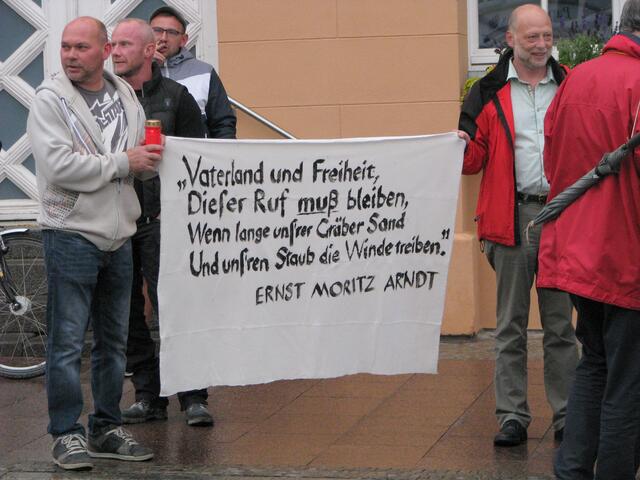 „Vaterland und Freiheit,
Dieser Ruf muß bleiben,
Wenn lange unsrer Gräber Sand
Und unsren Staub die Winde treiben."
ERNST MORITZ ARNDT